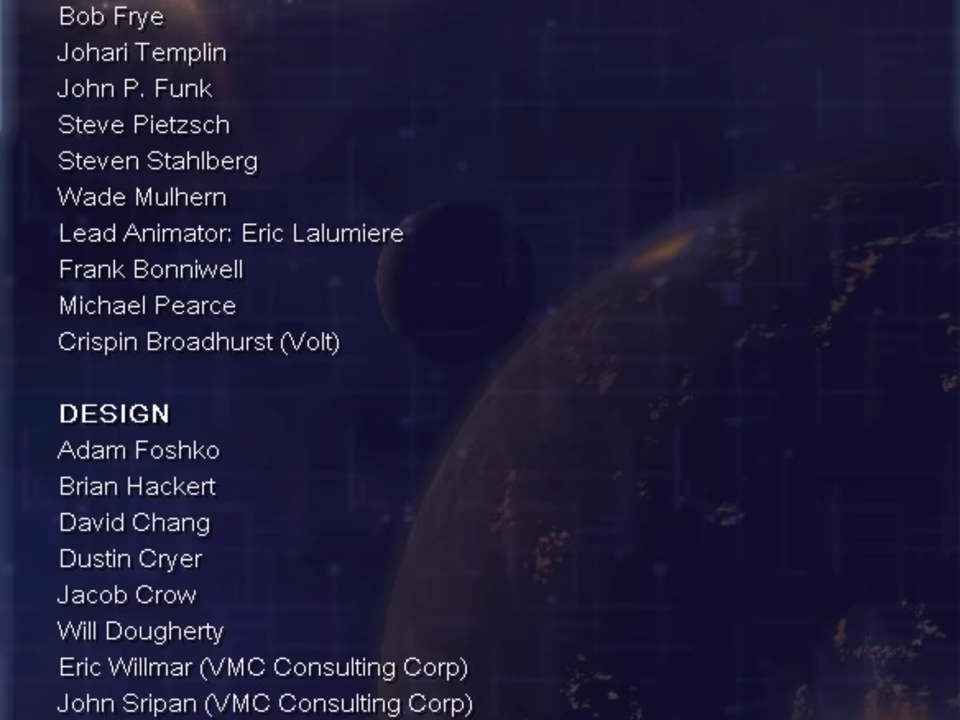 Bob Frye
Johari Templin
John P. Funk
Steve Pietzsch
Steven Stahlberg
Wade Mulhern
Lead Animator: Eric Lalumiere
Frank Bonniwell
Michael Pearce
Crispin Broadhurst (Volt)
DESIGN
Adam Foshko
Brian Hackert
David Chang
Dustin Cryer
Jacob Crow
Will Dougherty
Eric Willmar (VMC Consulting Corp)
John Sripan (VMC Consulting Corp)